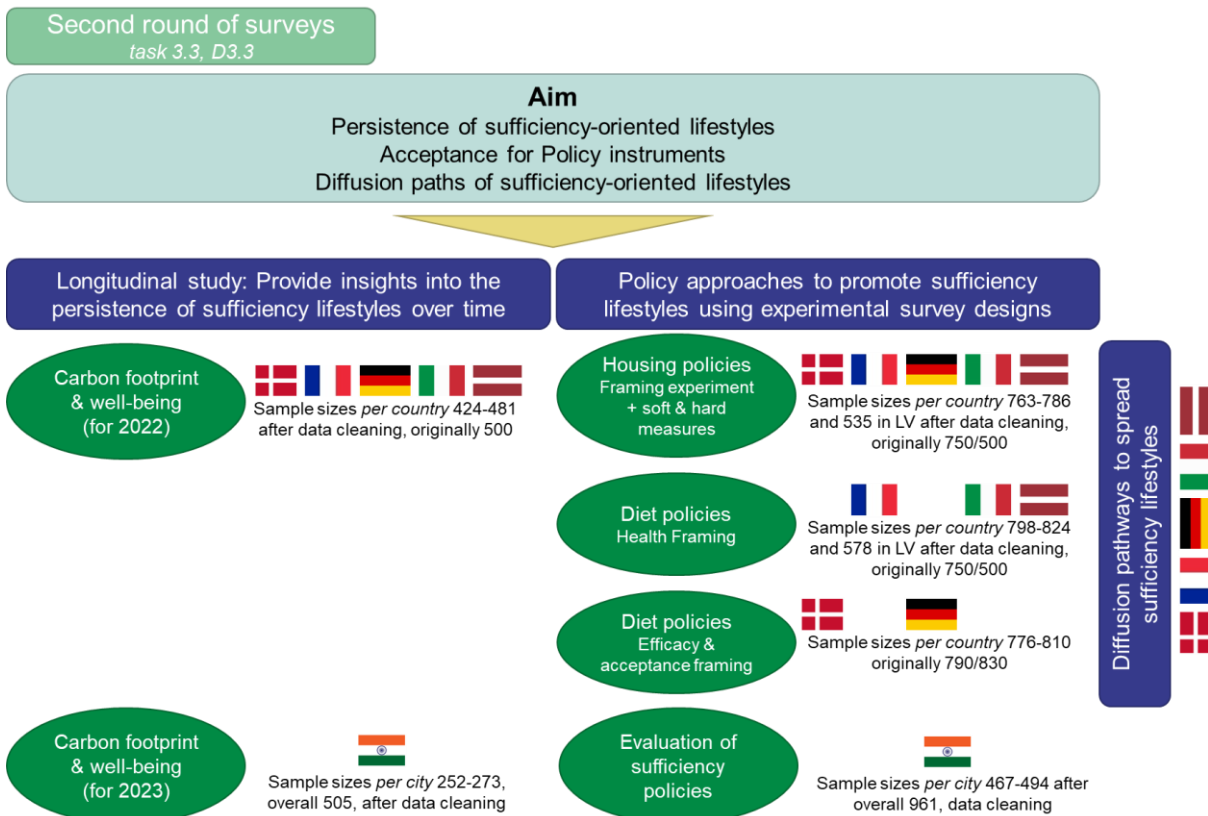 Second round of surveys
task 3.3, D3.3
Aim
Persistence of sufficiency-oriented lifestyles
Acceptance for Policy instruments
Diffusion paths of sufficiency-oriented lifestyles
Longitudinal study: Provide insights into the
persistence of sufficiency lifestyles over time
Policy approaches to promote sufficiency
lifestyles using experimental survey designs
Carbon footprint
& well-being
(for 2022)
Sample sizes per country 424-481
after data cleaning, originally 500
Housing policies
Framing experiment
+ soft & hard
measures
Sample sizes per country 763-786
and 535 in LV after data cleaning,
originally 750/500
Diet policies
Health Framing
Sample sizes per country 798-824
and 578 in LV after data cleaning,
originally 750/500
Diet policies
Efficacy &
acceptance framing
Sample sizes per country 776-810
originally 790/830
Diffusion pathways to spread
sufficiency lifestyles
Carbon footprint
& well-being
(for 2023)
Sample sizes per city 252-273,
overall 505, after data cleaning
Evaluation of
sufficiency
policies
Sample sizes per city 467-494 after
overall 961, data cleaning